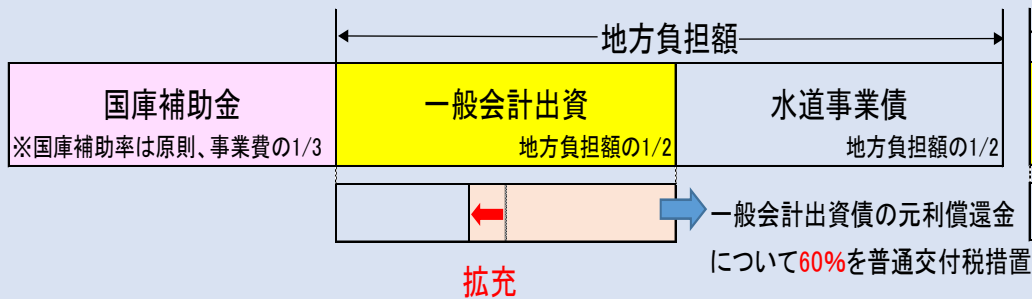 地方負担額
国庫補助金
※国庫補助率は原則、事業費の1/3
一般会計出資
地方負担額の1/2
水道事業債
地方負担額の1/2
一般会計出資債の元利償還金
について60%を普通交付税措置
拡充